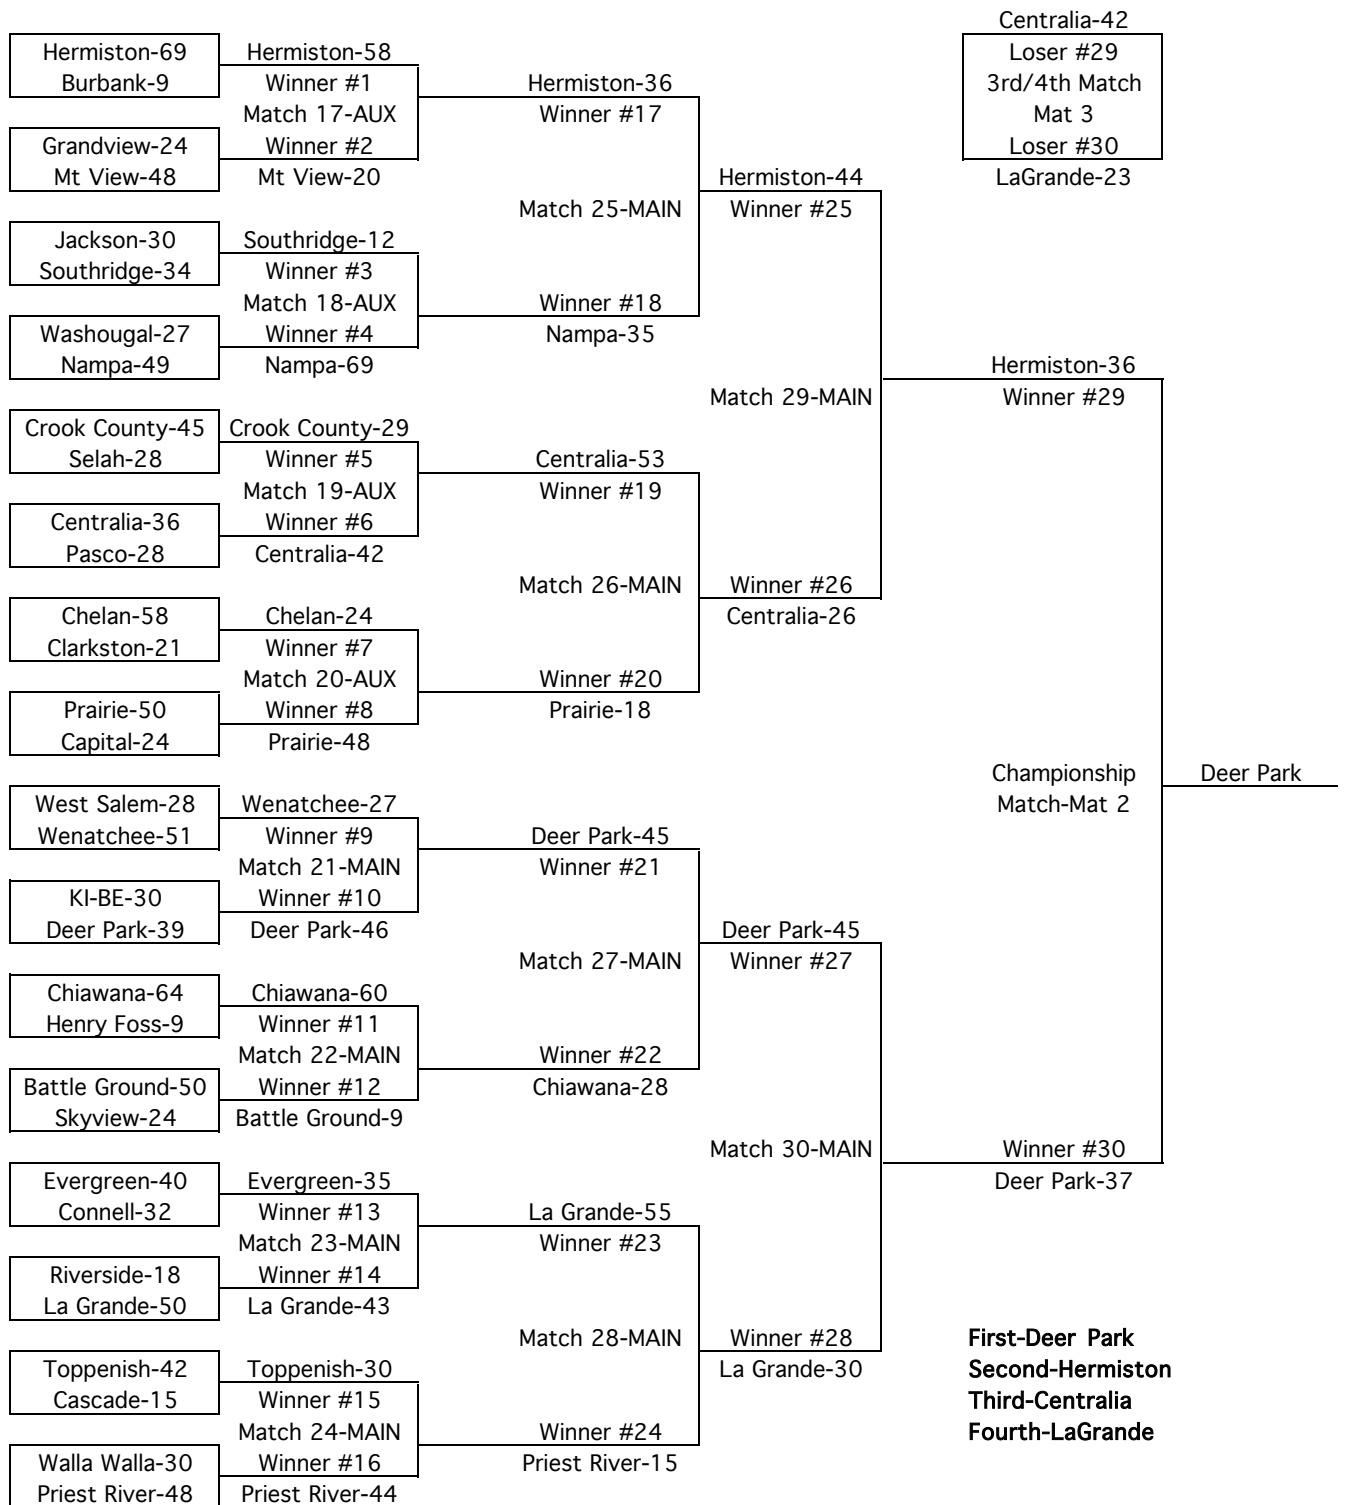 Centralia-42
Hermiston-69 Hermiston-58 Loser #29
Burbank-9 Winner #1 Hermiston-36 3rd/4th Match
Match 17-AUX Winner #17 Mat 3
Grandview-24 Winner #2 Loser #30
Mt View-48 Mt View-20 Hermiston-44 LaGrande-23
Match 25-MAIN Winner #25
Jackson-30 Southridge-12
Southridge-34 Winner #3
Match 18-AUX Winner #18
Washougal-27 Winner #4 Nampa-35
Nampa-49 Nampa-69 Hermiston-36
Match 29-MAIN Winner #29
Crook County-45 Crook County-29
Selah-28 Winner #5 Centralia-53
Match 19-AUX Winner #19
Centralia-36 Winner #6
Pasco-28 Centralia-42
Match 26-MAIN Winner #26
Chelan-58 Chelan-24 Centralia-26
Clarkston-21 Winner #7
Match 20-AUX Winner #20
Prairie-50 Winner #8 Prairie-18
Capital-24 Prairie-48
Championship Deer Park
West Salem-28 Wenatchee-27 Match-Mat 2
Wenatchee-51 Winner #9 Deer Park-45
Match 21-MAIN Winner #21
KI-BE-30 Winner #10
Deer Park-39 Deer Park-46 Deer Park-45
Match 27-MAIN Winner #27
Chiawana-64 Chiawana-60
Henry Foss-9 Winner #11
Match 22-MAIN Winner #22
Battle Ground-50 Winner #12 Chiawana-28
Skyview-24 Battle Ground-9
Match 30-MAIN Winner #30
Evergreen-40 Evergreen-35 Deer Park-37
Connell-32 Winner #13 La Grande-55
Match 23-MAIN Winner #23
Riverside-18 Winner #14
La Grande-50 La Grande-43
Match 28-MAIN Winner #28 First-Deer Park
Toppenish-42 Toppenish-30 La Grande-30 Second-Hermiston
Cascade-15 Winner #15 Third-Centralia
Match 24-MAIN Winner #24 Fourth-LaGrande
Walla Walla-30 Winner #16 Priest River-15
Priest River-48 Priest River-44